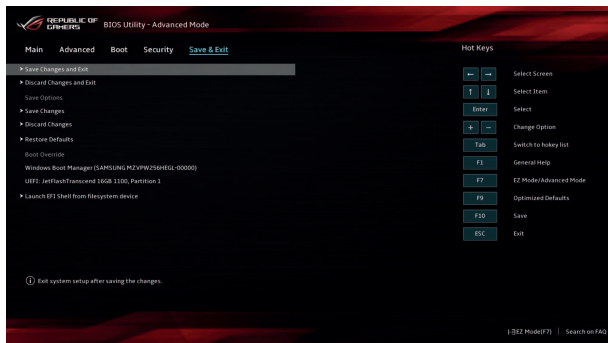 REPUBLIC OF
GAMERS
BIOS Utility - Advanced Mode
Main Advanced Boot Security Save & Exit
> Save Changes and Exit
> Discard Changes and Exit
Save Options
> Save Changes
> Discard Changes
> Restore Defaults
Boot Override
Windows Boot Manager (SAMSUNG MZVPW256HEGL-00000)
UEFI: JetFlashTranscend 16GB 1100, Partition 1
> Launch EFI Shell from filesystem device
i Exit system setup after saving the changes.
Hot Keys
← → Select Screen
↑ ↓ Select Item
Enter Select
+ - Change Option
Tab Switch to hokey list
F1 General Help
F7 EZ Mode/Advanced Mode
F9 Optimized Defaults
F10 Save
ESC Exit
EZ Mode(F7) | Search on FAQ